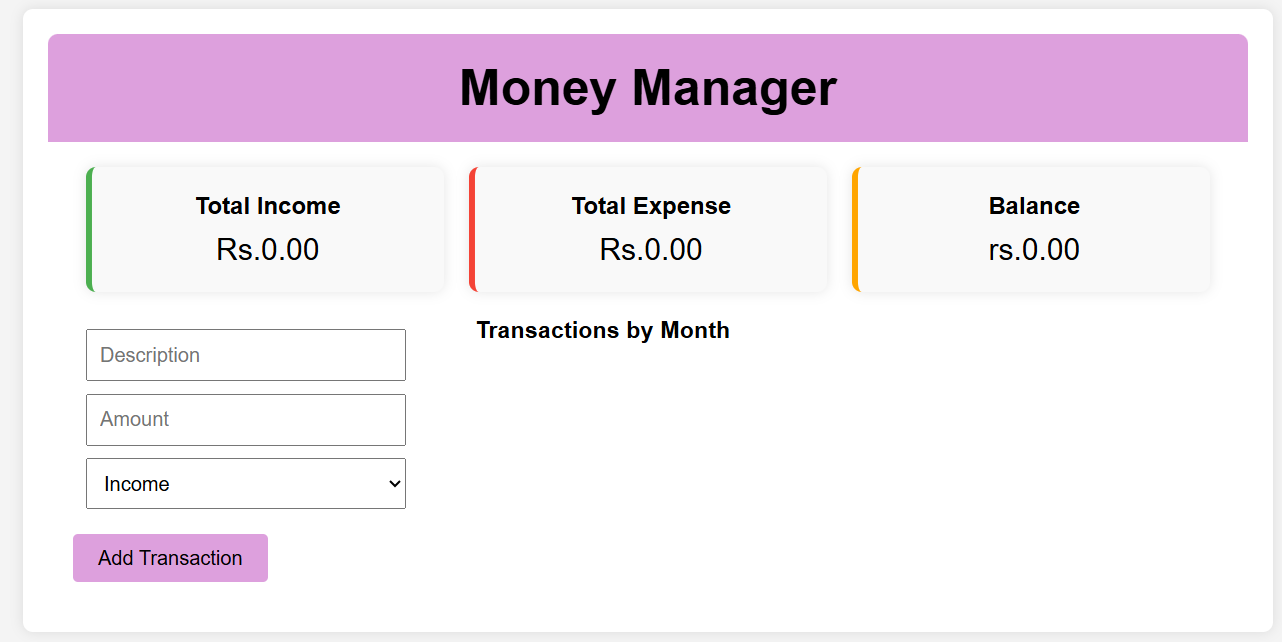 Money Manager
Total Income
Rs.0.00
Total Expense
Rs.0.00
Balance
rs.0.00
Description
Amount
Income
Add Transaction
Transactions by Month